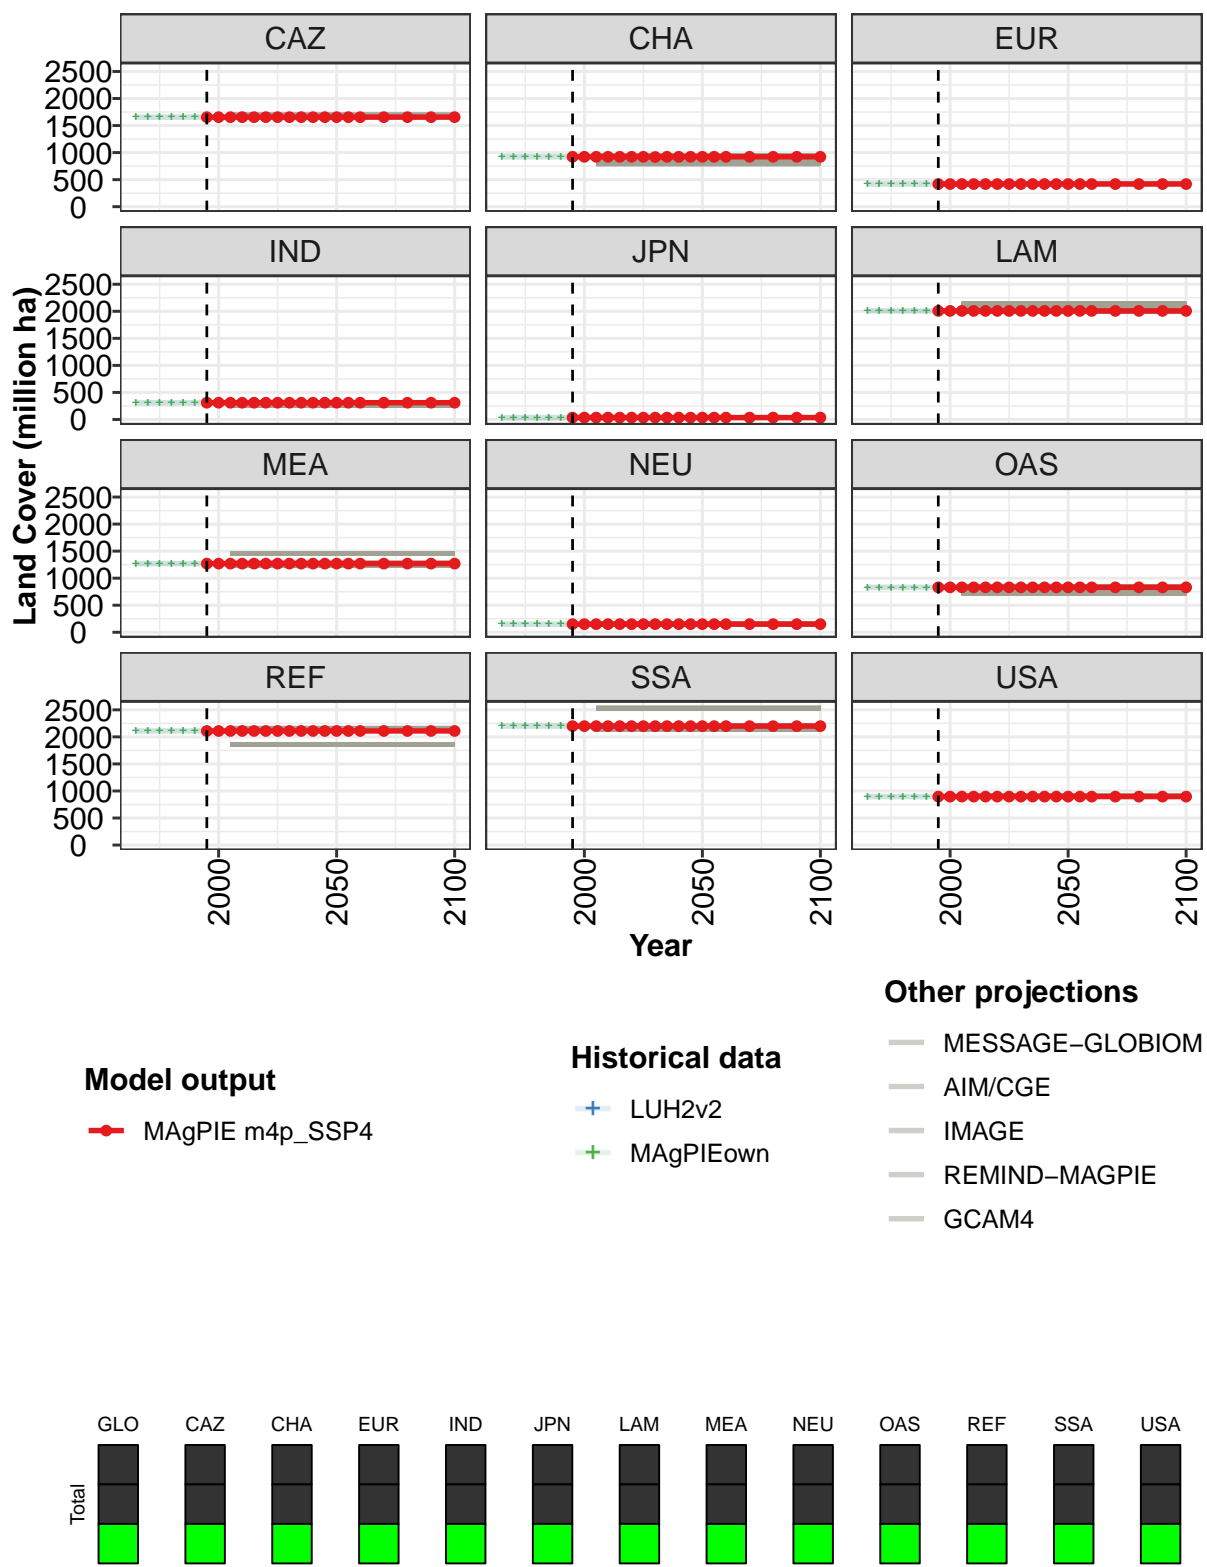 CAZ CHA EUR
2500
2000
1500
1000
500
0
IND JPN LAM
2500
2000
1500
1000
500
0
MEA NEU OAS
2500
2000
1500
1000
500
0
REF SSA USA
2500
2000
1500
1000
500
0
Land Cover (million ha)
2000 2050 2100 2000 2050 2100 2000 2050 2100
Year
Model output
MAgPIE m4p_SSP4
Historical data
LUH2v2
MAgPIEown
Other projections
MESSAGE−GLOBIOM
AIM/CGE
IMAGE
REMIND−MAGPIE
GCAM4
GLO CAZ CHA EUR IND JPN LAM MEA NEU OAS REF SSA USA
Total